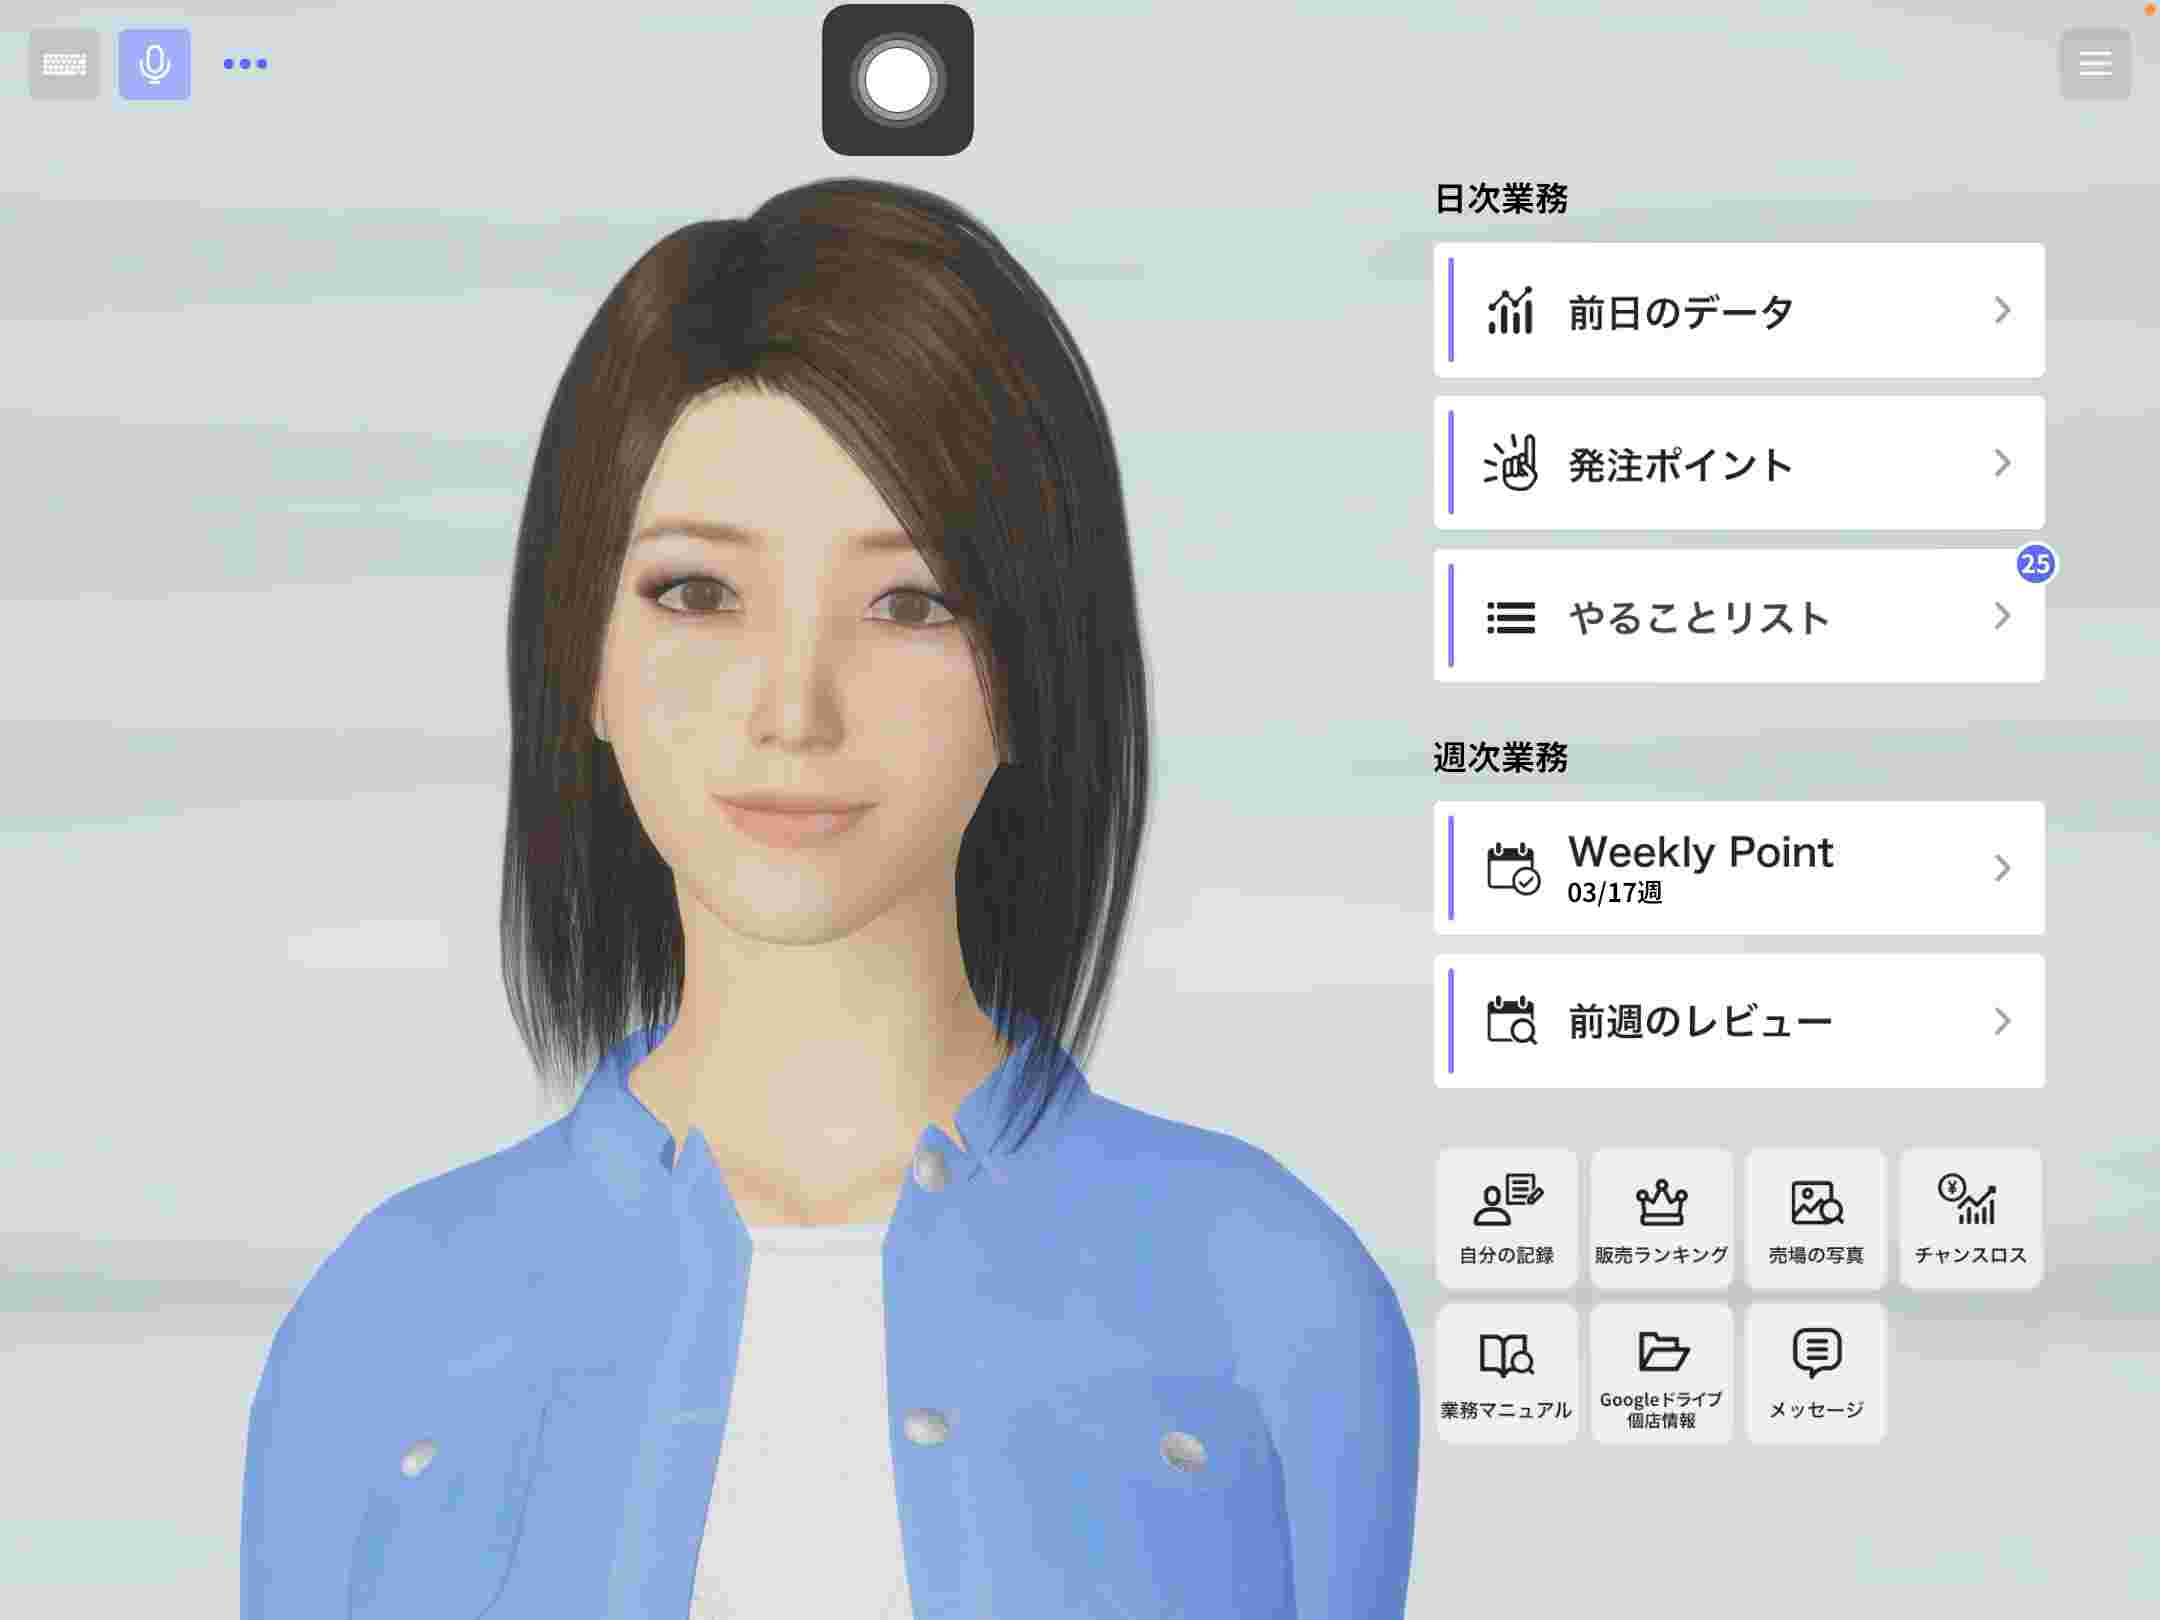 日次業務
前日のデータ
発注ポイント
25
やることリスト
週次業務
Weekly Point
03/17週
前週のレビュー
自分の記録
販売ランキング
売場の写真
チャンスロス
業務マニュアル
Googleドライブ
個店情報
メッセージ